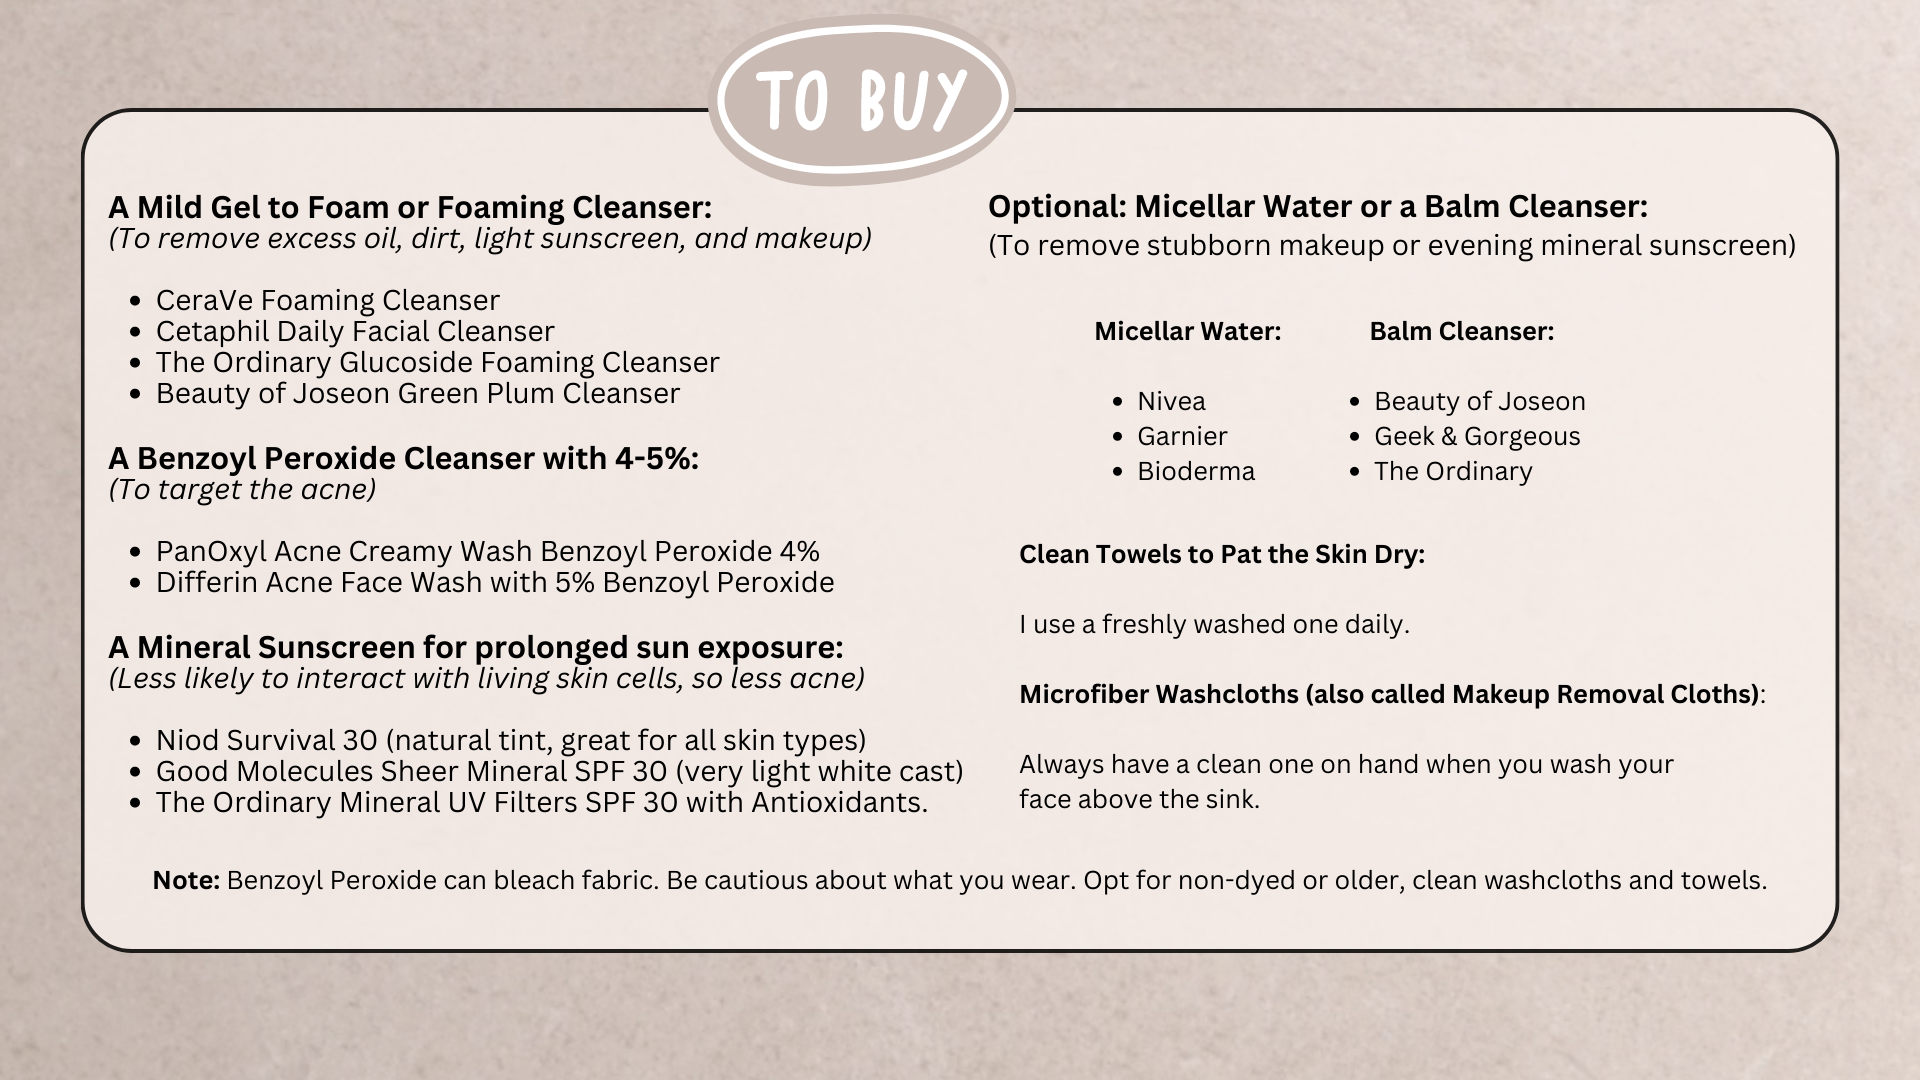 TO BUY
A Mild Gel to Foam or Foaming Cleanser:
(To remove excess oil, dirt, light sunscreen, and makeup)
• CeraVe Foaming Cleanser
• Cetaphil Daily Facial Cleanser
• The Ordinary Glucoside Foaming Cleanser
• Beauty of Joseon Green Plum Cleanser
A Benzoyl Peroxide Cleanser with 4-5%:
(To target the acne)
• PanOxyl Acne Creamy Wash Benzoyl Peroxide 4%
• Differin Acne Face Wash with 5% Benzoyl Peroxide
A Mineral Sunscreen for prolonged sun exposure:
(Less likely to interact with living skin cells, so less acne)
• Niod Survival 30 (natural tint, great for all skin types)
• Good Molecules Sheer Mineral SPF 30 (very light white cast)
• The Ordinary Mineral UV Filters SPF 30 with Antioxidants.
Optional: Micellar Water or a Balm Cleanser:
(To remove stubborn makeup or evening mineral sunscreen)
Micellar Water:
• Nivea
• Garnier
• Bioderma
Balm Cleanser:
• Beauty of Joseon
• Geek & Gorgeous
• The Ordinary
Clean Towels to Pat the Skin Dry:
I use a freshly washed one daily.
Microfiber Washcloths (also called Makeup Removal Cloths):
Always have a clean one on hand when you wash your
face above the sink.
Note: Benzoyl Peroxide can bleach fabric. Be cautious about what you wear. Opt for non-dyed or older, clean washcloths and towels.